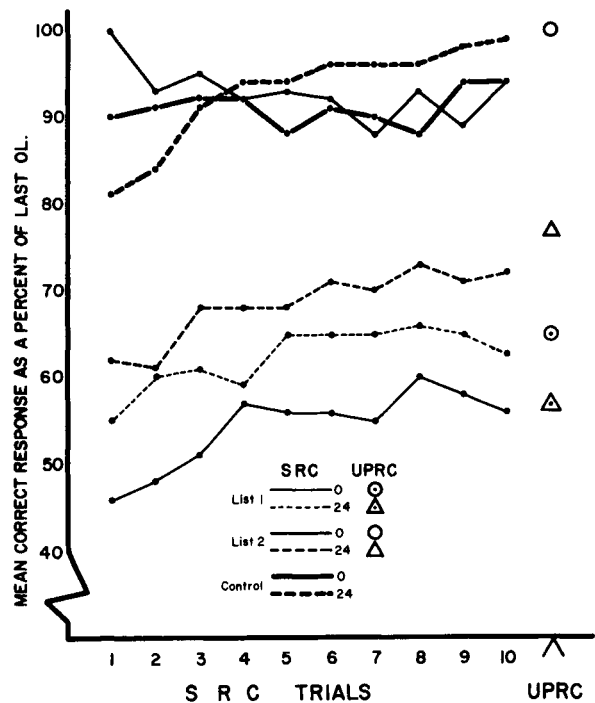 MEAN CORRECT RESPONSE AS A PERCENT OF LAST OL.
100
90
80
70
60
50
40
SRC UPRC
List 1
0
24
List 2
0
24
Control
0
24
1 2 3 4 5 6 7 8 9 10
S R C TRIALS UPRC